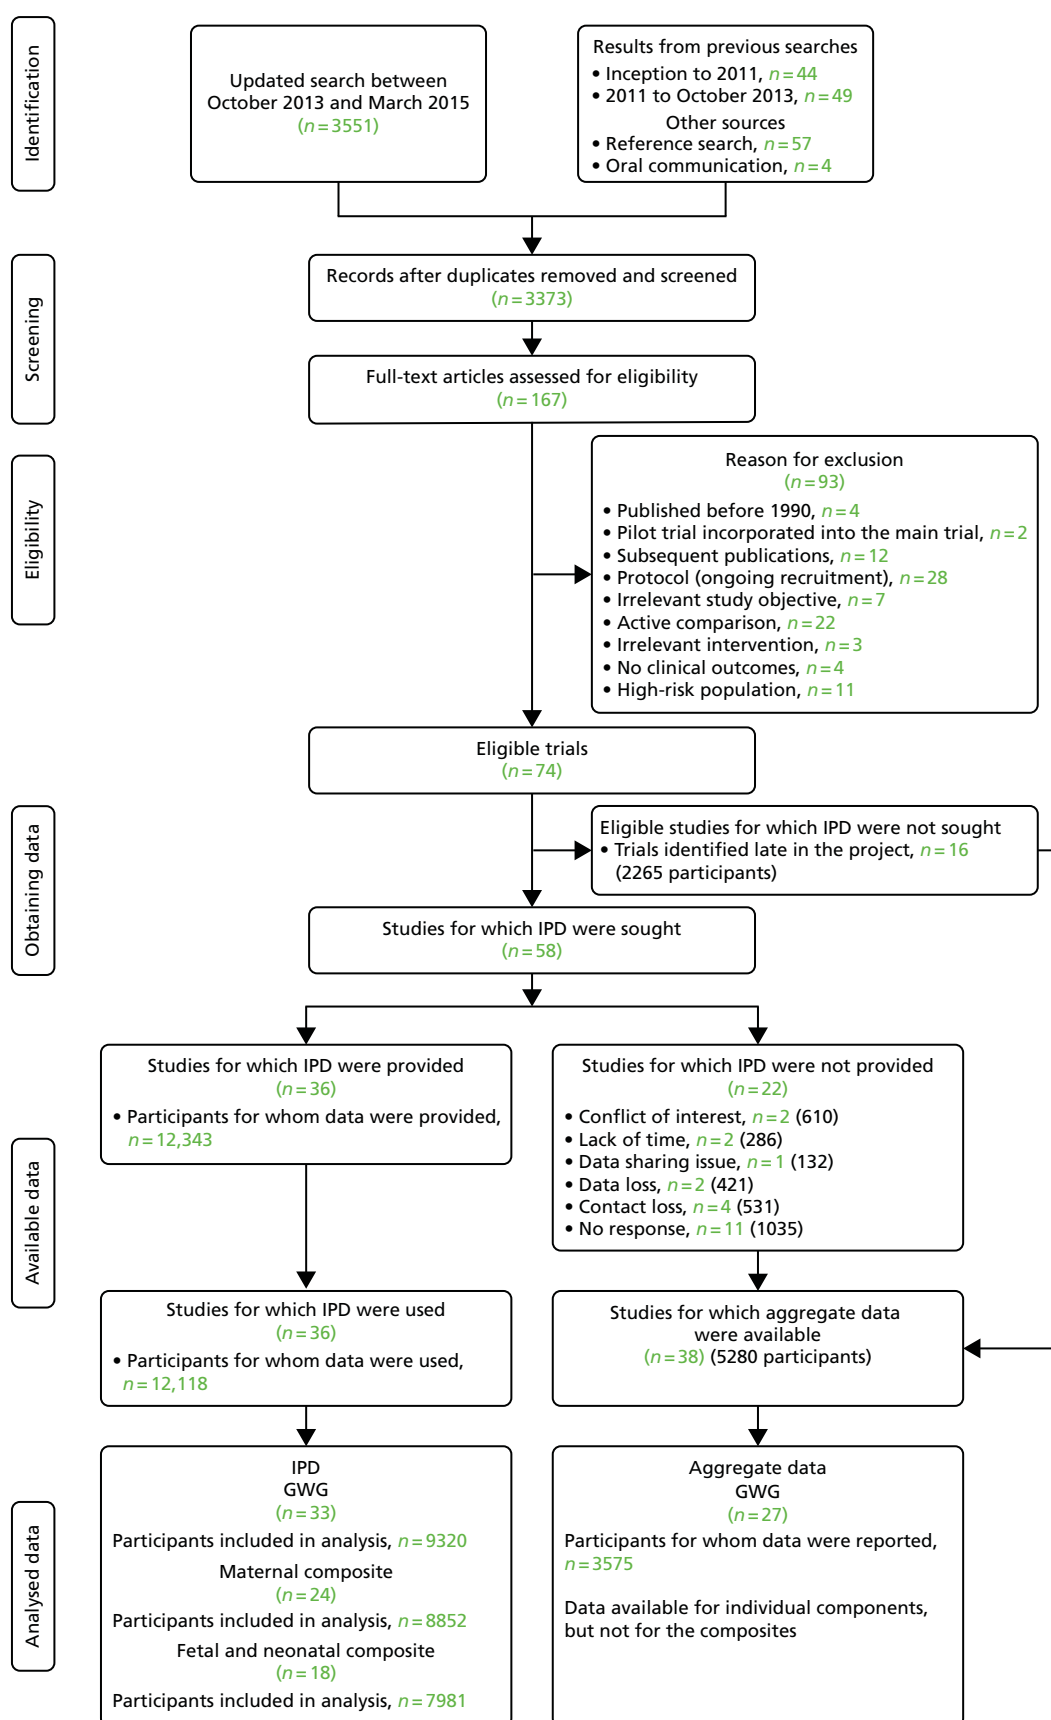 Identification
Updated search between
October 2013 and March 2015
(n=3551)
Results from previous searches
• Inception to 2011, n=44
• 2011 to October 2013, n=49
Other sources
• Reference search, n=57
• Oral communication, n=4
Screening
Records after duplicates removed and screened
(n=3373)
Full-text articles assessed for eligibility
(n=167)
Eligibility
Reason for exclusion
(n=93)
• Published before 1990, n=4
• Pilot trial incorporated into the main trial, n=2
• Subsequent publications, n=12
• Protocol (ongoing recruitment), n=28
• Irrelevant study objective, n=7
• Active comparison, n=22
• Irrelevant intervention, n=3
• No clinical outcomes, n=4
• High-risk population, n=11
Eligible trials
(n=74)
Obtaining data
Eligible studies for which IPD were not sought
• Trials identified late in the project, n=16
(2265 participants)
Studies for which IPD were sought
(n=58)
Available data
Studies for which IPD were provided
(n=36)
• Participants for whom data were provided,
n=12,343
Studies for which IPD were not provided
(n=22)
• Conflict of interest, n=2 (610)
• Lack of time, n=2 (286)
• Data sharing issue, n=1 (132)
• Data loss, n=2 (421)
• Contact loss, n=4 (531)
• No response, n=11 (1035)
Studies for which IPD were used
(n=36)
• Participants for whom data were used,
n=12,118
Studies for which aggregate data
were available
(n=38) (5280 participants)
Analysed data
IPD
GWG
(n=33)
Participants included in analysis, n=9320
Maternal composite
(n=24)
Participants included in analysis, n=8852
Fetal and neonatal composite
(n=18)
Participants included in analysis, n=7981
Aggregate data
GWG
(n=27)
Participants for whom data were reported,
n=3575
Data available for individual components,
but not for the composites